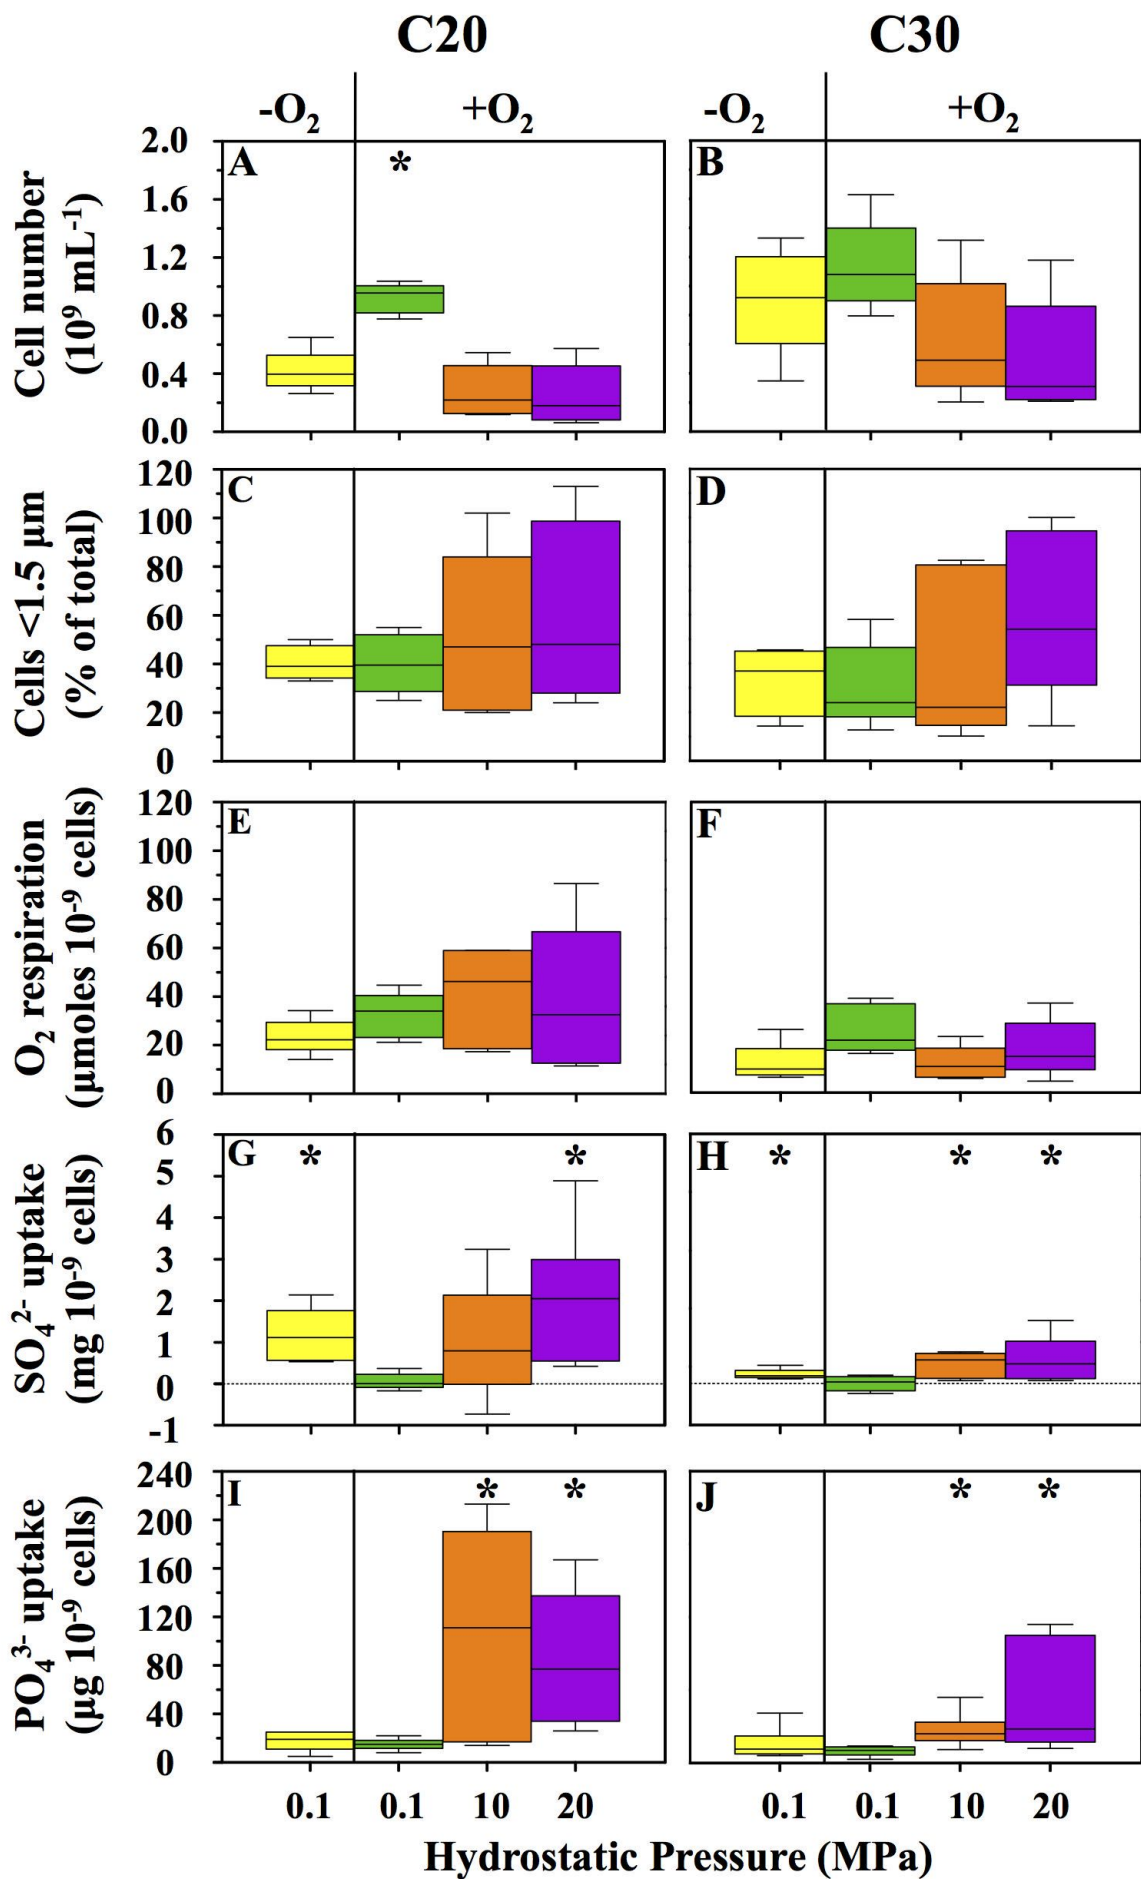 C20 C30
-O₂ +O₂ -O₂ +O₂
Cell number
(10⁹ mL⁻¹)
2.0
1.6
1.2
0.8
0.4
0.0
A *
B
Cells <1.5 µm
(% of total)
120
100
80
60
40
20
0
C
D
O₂ respiration
(µmoles 10⁻⁹ cells)
120
100
80
60
40
20
0
E
F
SO₄²⁻ uptake
(mg 10⁻⁹ cells)
6
5
4
3
2
1
0
-1
G * *
H * * *
PO₄³⁻ uptake
(µg 10⁻⁹ cells)
240
200
160
120
80
40
0
I * *
J * *
0.1 0.1 10 20 0.1 0.1 10 20
Hydrostatic Pressure (MPa)